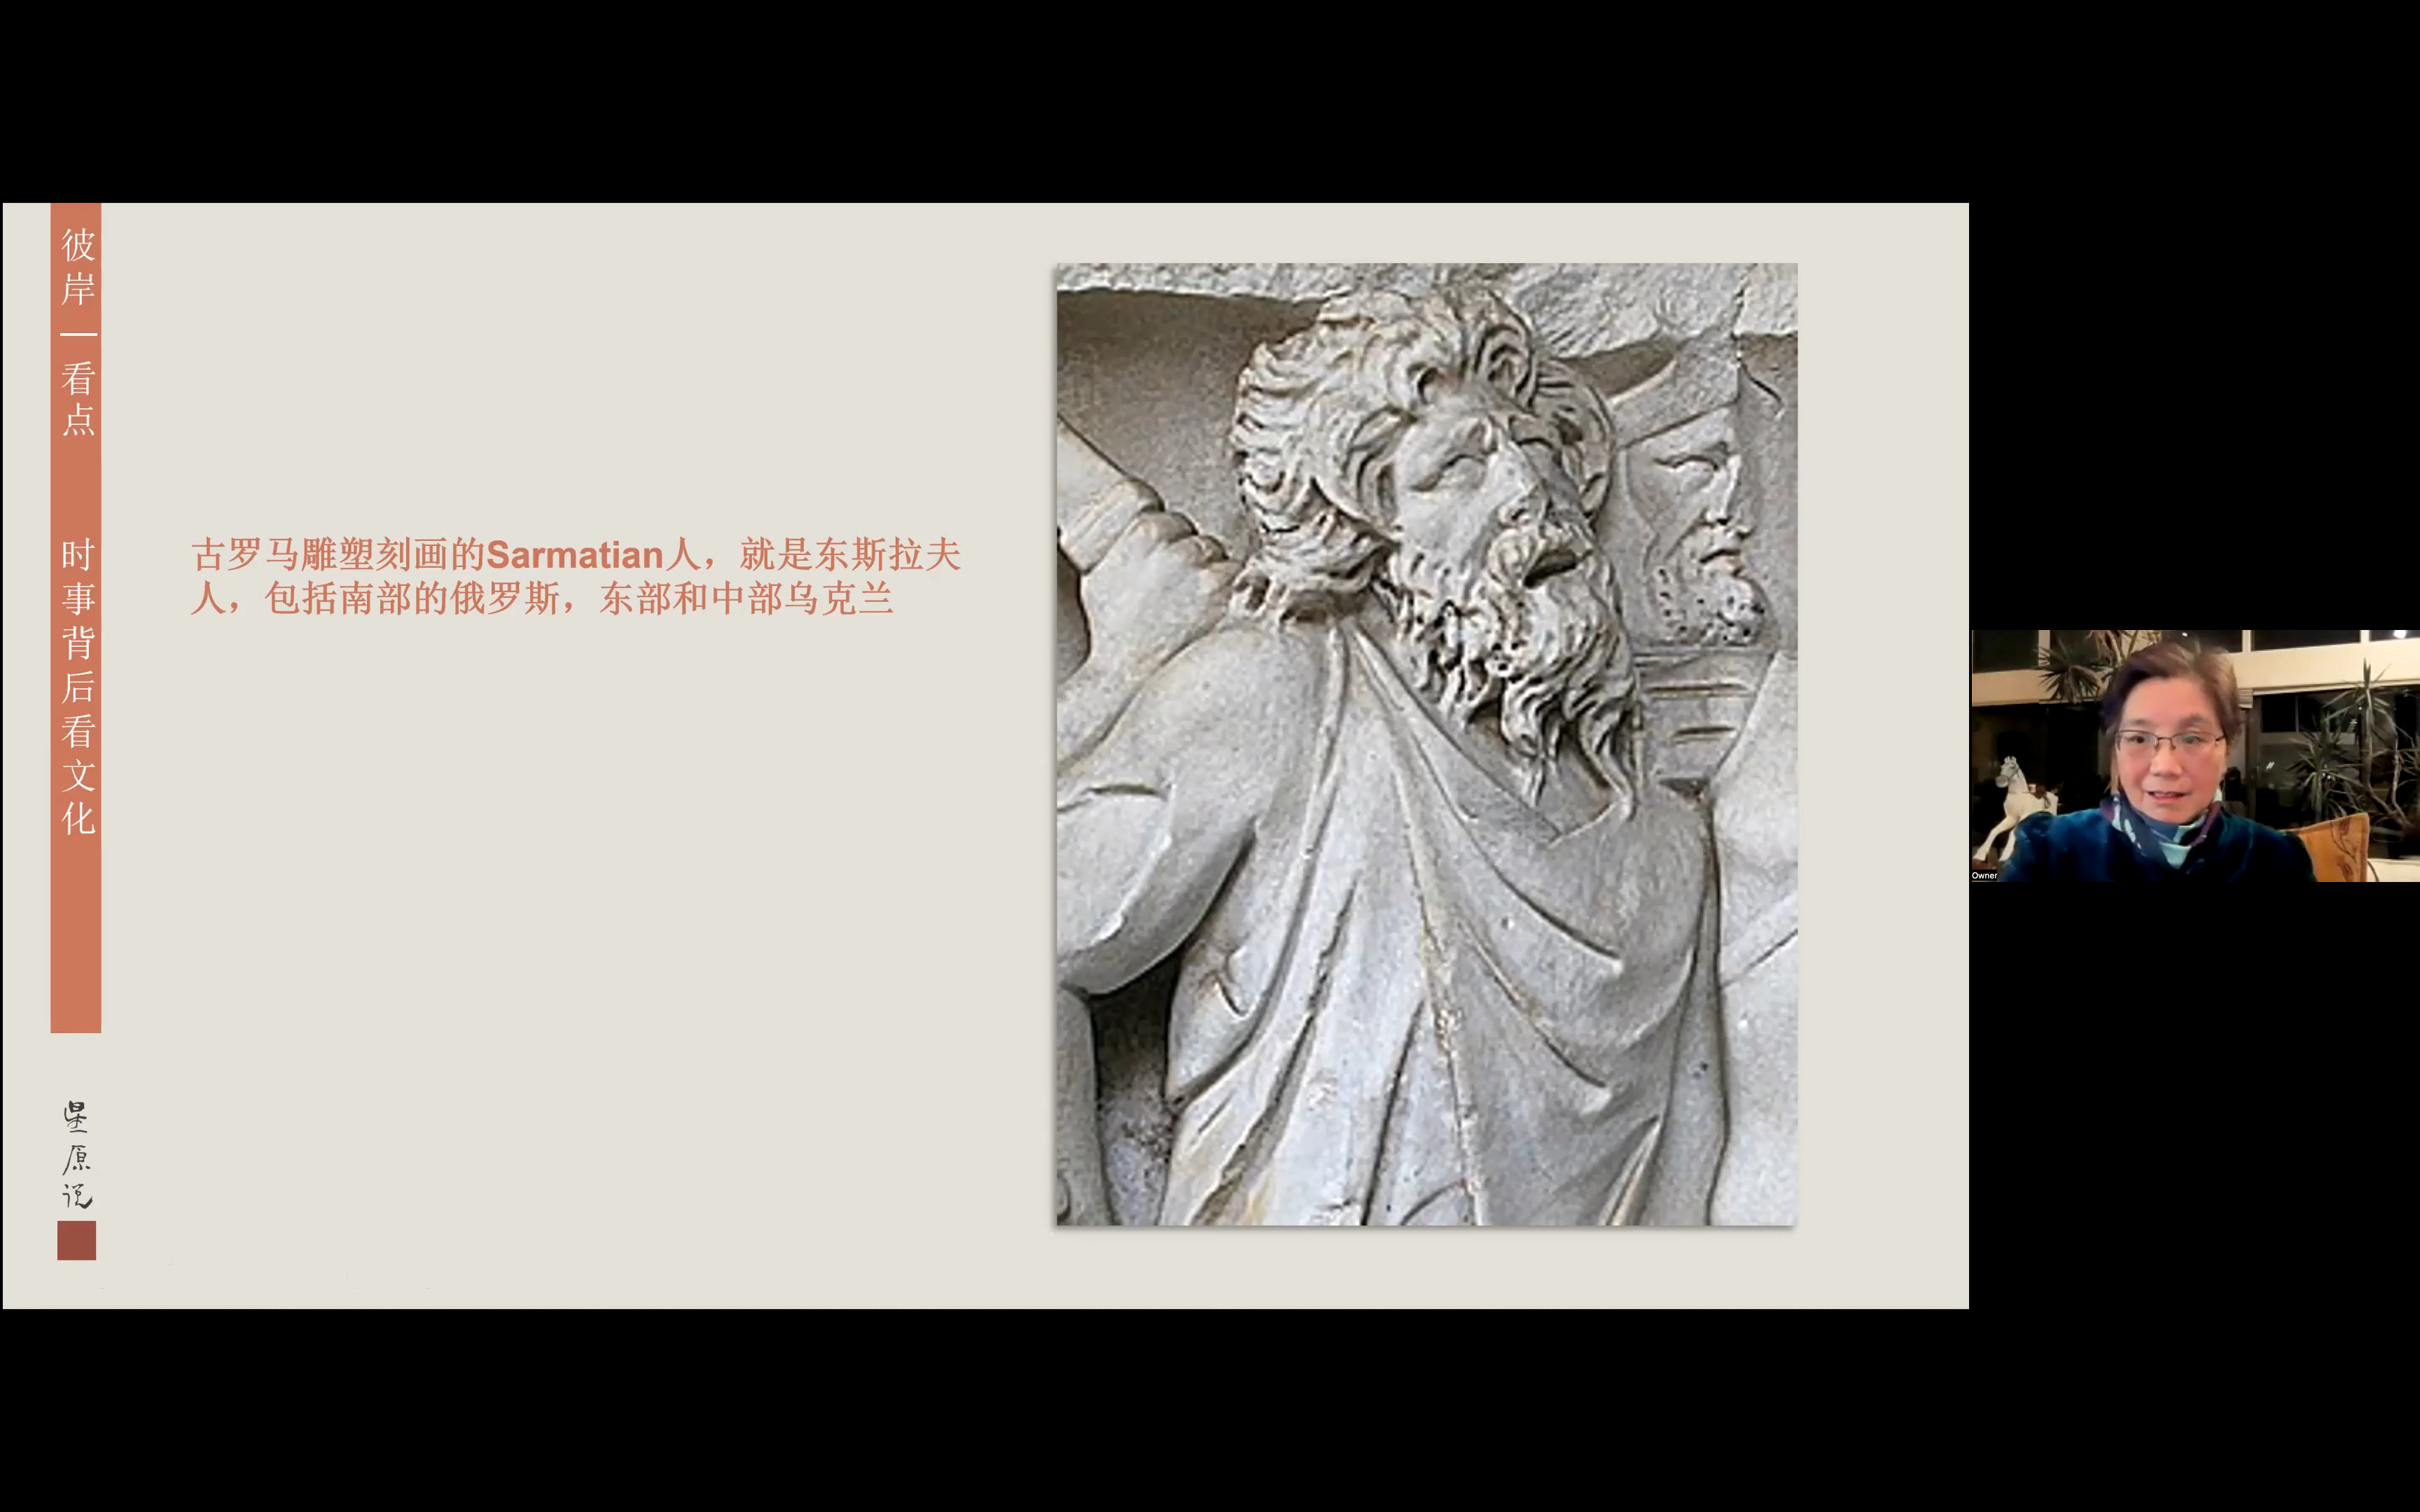 彼岸—看点 时事背后看文化
古罗马雕塑刻画的Sarmatian人，就是东斯拉夫
人，包括南部的俄罗斯，东部和中部乌克兰
星原说
Owner